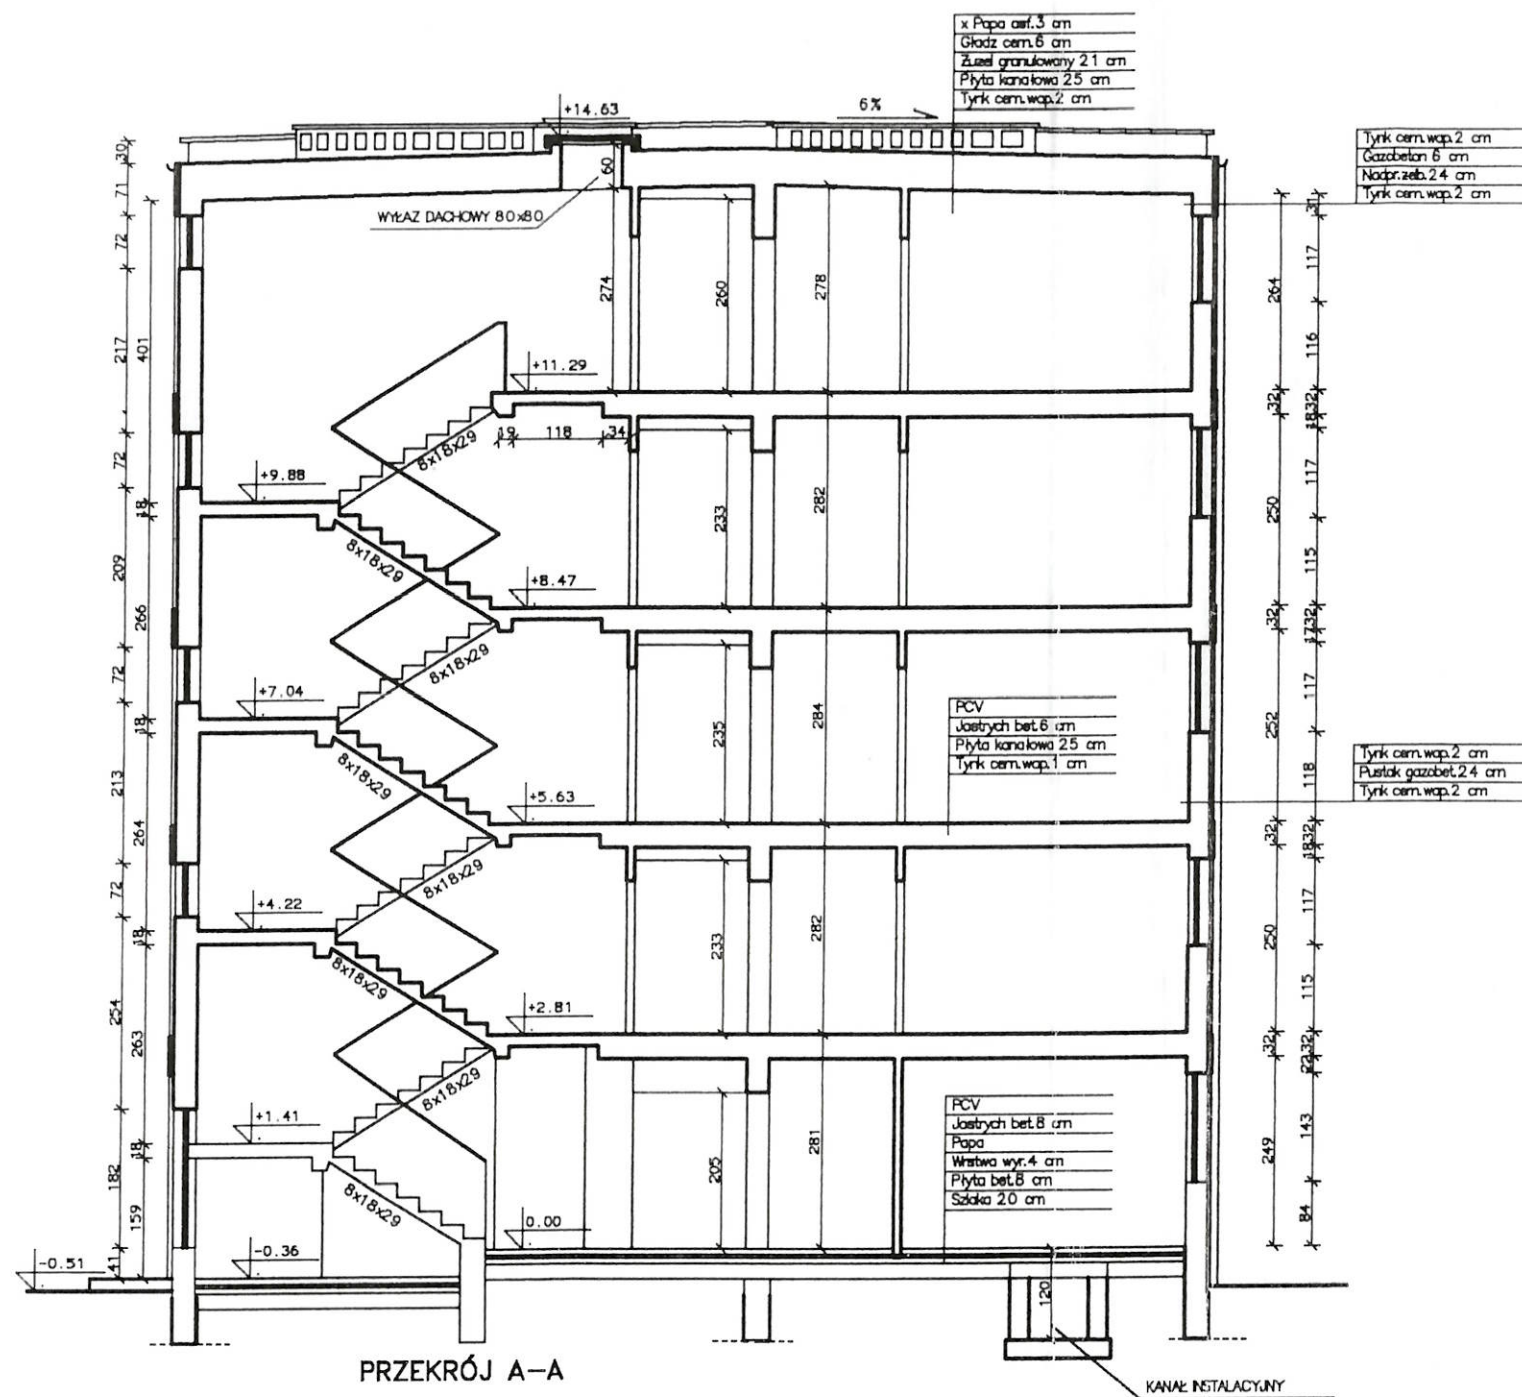 x Papa asf.3 cm
Gładz cem.6 cm
Żużel granulowany 21 cm
Płyta kanałowa 25 cm
Tynk cem.wap.2 cm
+14.63
6%
Tynk cem.wap.2 cm
Gazobeton 6 cm
Nadpr.żelb.24 cm
Tynk cem.wap.2 cm
WYŁAZ DACHOWY 80x80
30
71
72
217
401
72
18
209
266
72
18
213
264
72
18
254
263
18
182
159
41
60
274
260
278
264
31
117
116
+11.29
32
32
18
19
118
34
8x18x29
+9.88
233
282
250
117
115
8x18x29
+8.47
32
32
17
8x18x29
+7.04
235
284
252
117
118
PCV
Jastrych bet.6 cm
Płyta kanałowa 25 cm
Tynk cem.wap.1 cm
Tynk cem.wap.2 cm
Pustak gazobet.24 cm
Tynk cem.wap.2 cm
8x18x29
+5.63
32
32
18
8x18x29
+4.22
233
282
250
117
115
8x18x29
+2.81
32
32
22
8x18x29
+1.41
205
281
249
143
84
PCV
Jastrych bet.8 cm
Papa
Wrstwa wyr.4 cm
Płyta bet.8 cm
Szlaka 20 cm
8x18x29
0.00
-0.36
-0.51
120
PRZEKRÓJ A-A
KANAŁ INSTALACYJNY